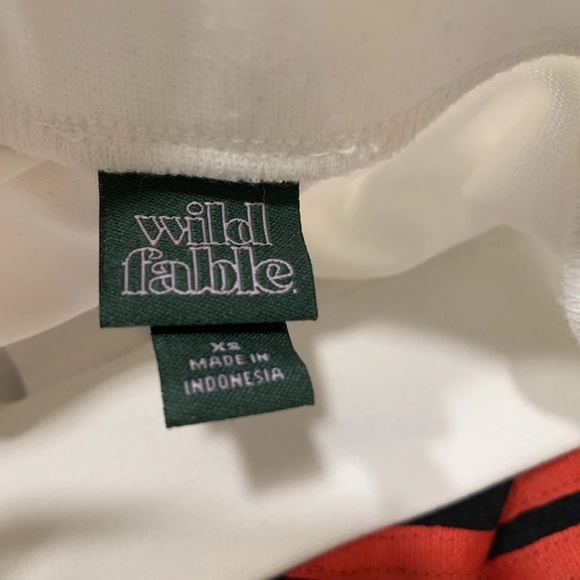 wild
fable.
XS
MADE IN
INDONESIA